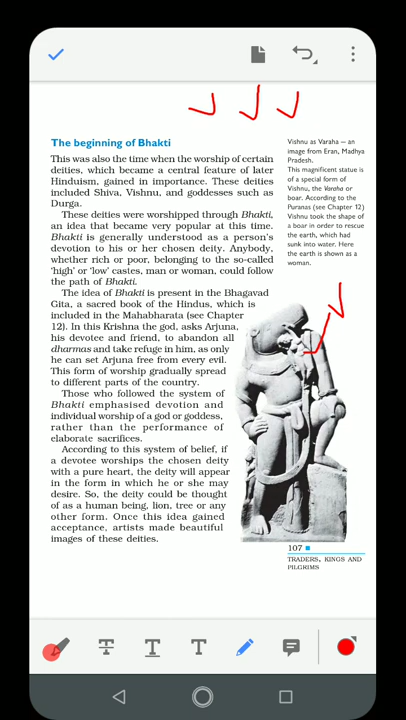 The beginning of Bhakti
This was also the time when the worship of certain
deities, which became a central feature of later
Hinduism, gained in importance. These deities
included Shiva, Vishnu, and goddesses such as
Durga.
These deities were worshipped through Bhakti,
an idea that became very popular at this time.
Bhakti is generally understood as a person's
devotion to his or her chosen deity. Anybody,
whether rich or poor, belonging to the so-called
'high' or 'low' castes, man or woman, could follow
the path of Bhakti.
The idea of Bhakti is present in the Bhagavad
Gita, a sacred book of the Hindus, which is
included in the Mahabharata (see Chapter
12). In this Krishna the god, asks Arjuna,
his devotee and friend, to abandon all
dharmas and take refuge in him, as only
he can set Arjuna free from every evil.
This form of worship gradually spread
to different parts of the country.
Those who followed the system of
Bhakti emphasised devotion and
individual worship of a god or goddess,
rather than the performance of
elaborate sacrifices.
According to this system of belief, if
a devotee worships the chosen deity
with a pure heart, the deity will appear
in the form in which he or she may
desire. So, the deity could be thought
of as a human being, lion, tree or any
other form. Once this idea gained
acceptance, artists made beautiful
images of these deities.
Vishnu as Varaha — an
image from Eran, Madhya
Pradesh.
This magnificent statue is
of a special form of
Vishnu, the Varaha or
boar. According to the
Puranas (see Chapter 12)
Vishnu took the shape of
a boar in order to rescue
the earth, which had
sunk into water. Here
the earth is shown as a
woman.
107
TRADERS, KINGS AND
PILGRIMS
T
T
T